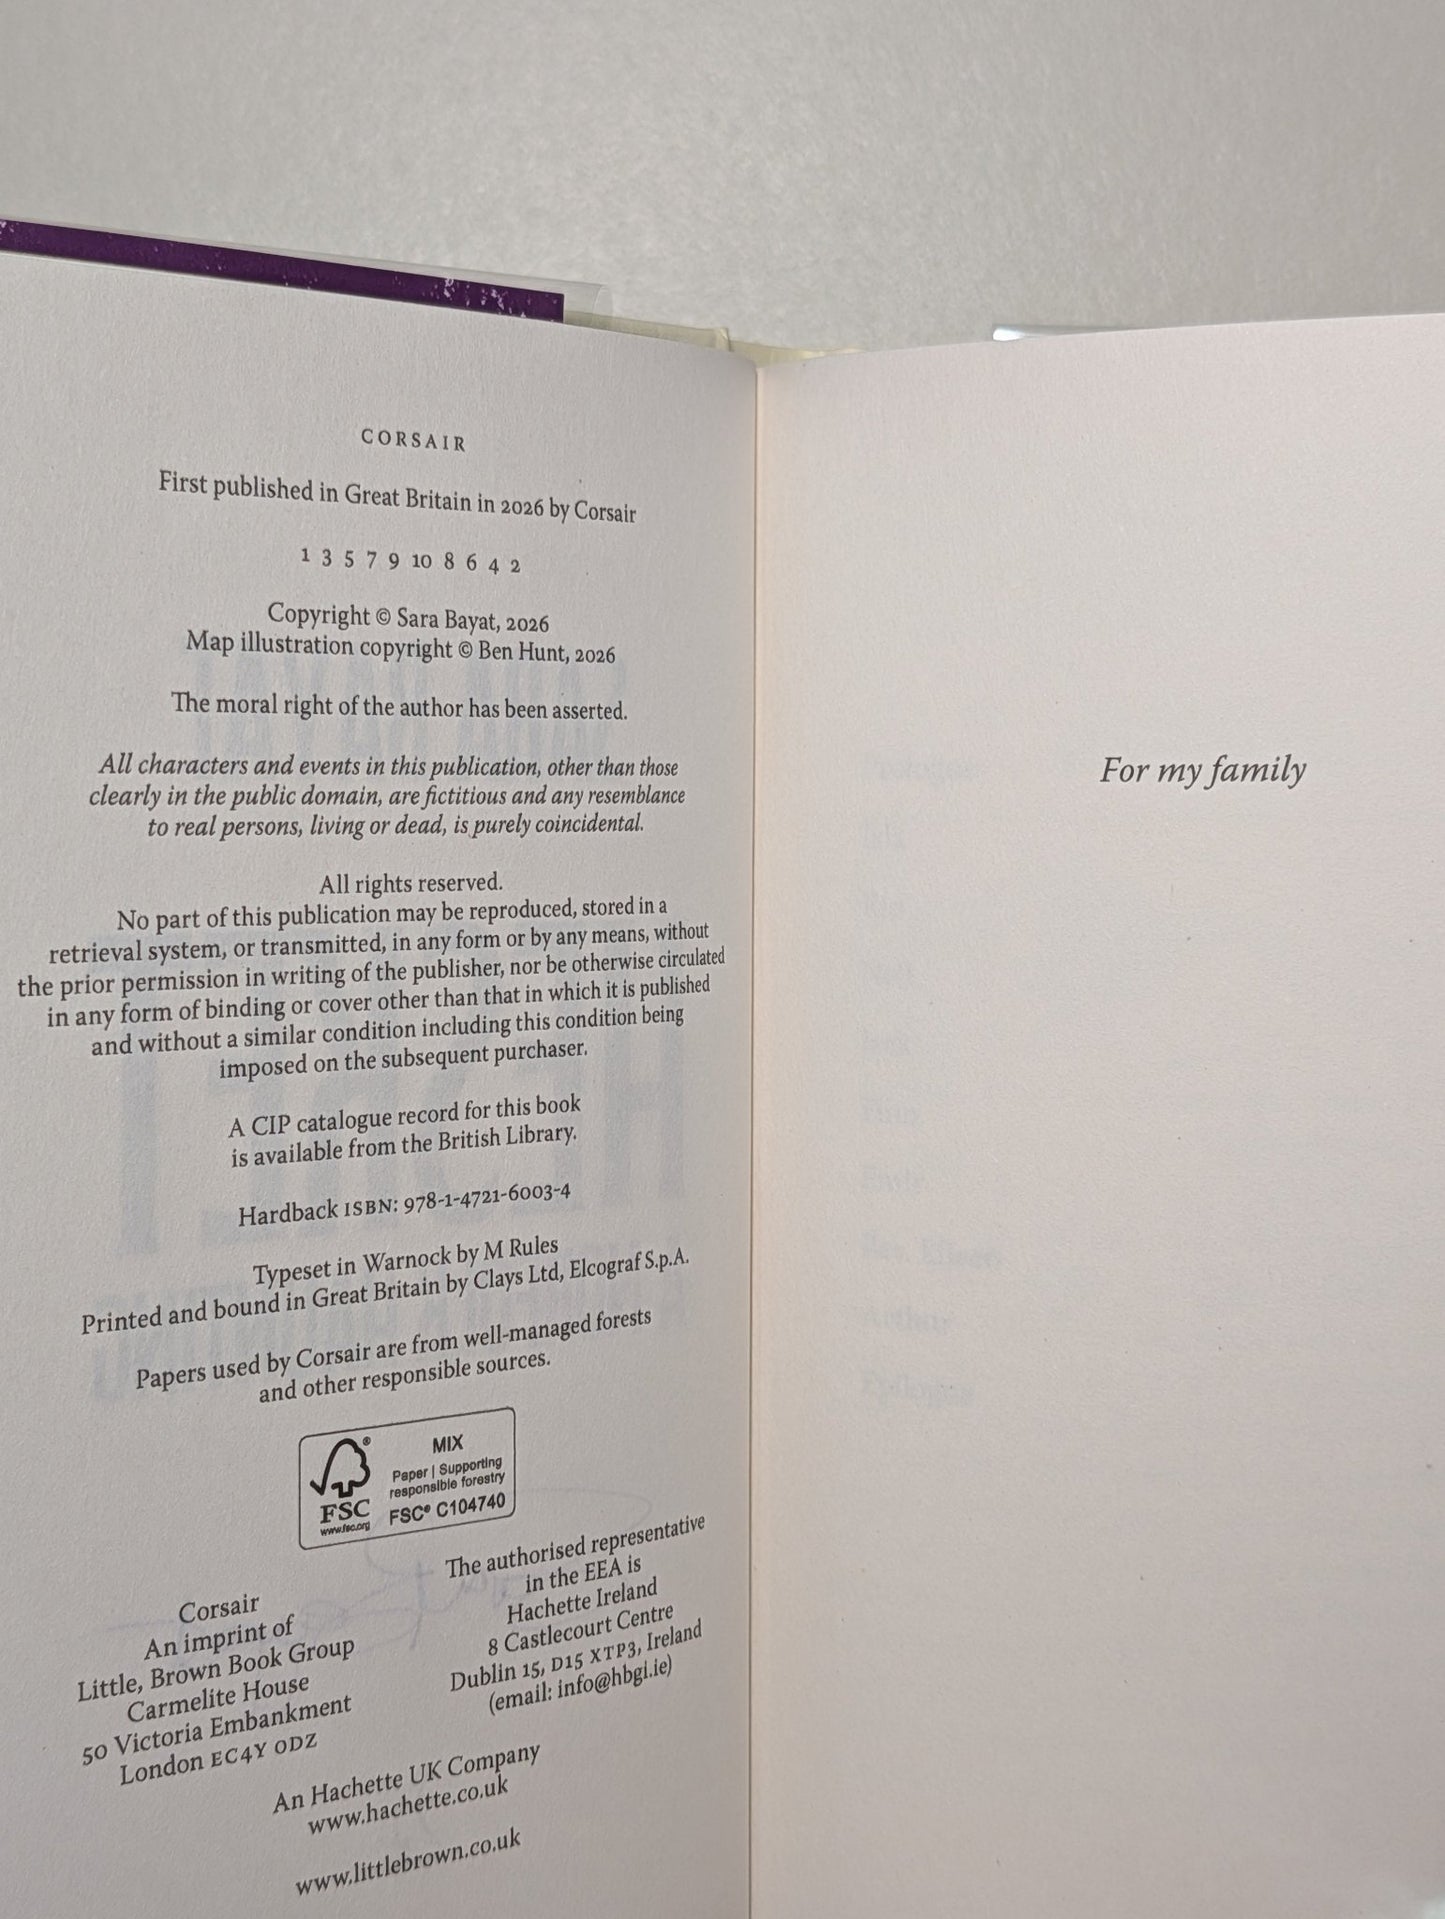 CORSAIR
First published in Great Britain in 2026 by Corsair
1 3 5 7 9 10 8 6 4 2
Copyright © Sara Bayat, 2026
Map illustration copyright © Ben Hunt, 2026
The moral right of the author has been asserted.
All characters and events in this publication, other than those
clearly in the public domain, are fictitious and any resemblance
to real persons, living or dead, is purely coincidental.
All rights reserved.
No part of this publication may be reproduced, stored in a
retrieval system, or transmitted, in any form or by any means, without
the prior permission in writing of the publisher, nor be otherwise circulated
in any form of binding or cover other than that in which it is published
and without a similar condition including this condition being
imposed on the subsequent purchaser.
A CIP catalogue record for this book
is available from the British Library.
Hardback ISBN: 978-1-4721-6003-4
Typeset in Warnock by M Rules
Printed and bound in Great Britain by Clays Ltd, Elcograf S.p.A.
Papers used by Corsair are from well-managed forests
and other responsible sources.
FSC
www.fsc.org
MIX
Paper | Supporting
responsible forestry
FSC® C104740
Corsair
An imprint of
Little, Brown Book Group
Carmelite House
50 Victoria Embankment
London EC4Y 0DZ
The authorised representative
in the EEA is
Hachette Ireland
8 Castlecourt Centre
Dublin 15, D15 XTP3, Ireland
(email: info@hbgi.ie)
An Hachette UK Company
www.hachette.co.uk
www.littlebrown.co.uk
For my family